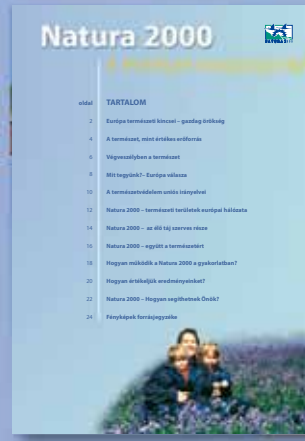 Natura 2000
oldal TARTALOM
2 Európa természeti kincsei – gazdag örökség
4 A természet, mint értékes erőforrás
6 Végveszélyben a természet
8 Mit tegyünk? – Európa válasza
10 A természetvédelem uniós irányelvei
12 Natura 2000 – természeti területek európai hálózata
14 Natura 2000 – az élő táj szerves része
16 Natura 2000 – együtt a természetért
18 Hogyan működik a Natura 2000 a gyakorlatban?
20 Hogyan értékeljük eredményeinket?
22 Natura 2000 – Hogyan segíthetnek Önök?
24 Fényképek forrásjegyzéke